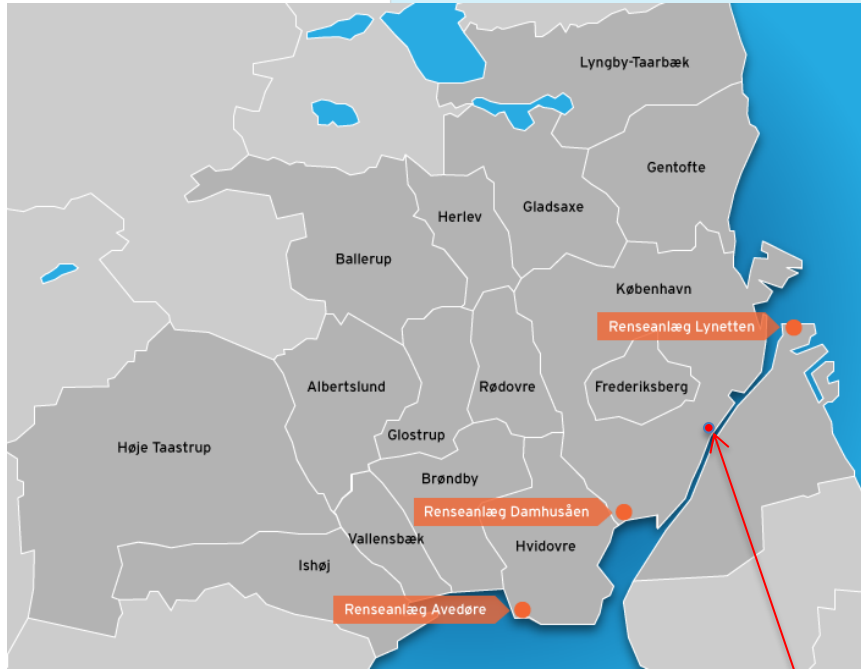 Lyngby-Taarbæk
Gentofte
Gladsaxe
Herlev
Ballerup
København
Renseanlæg Lynetten
Albertslund
Rødovre
Frederiksberg
Glostrup
Høje Taastrup
Brøndby
Renseanlæg Damhusåen
Vallensbæk
Hvidovre
Ishøj
Renseanlæg Avedøre